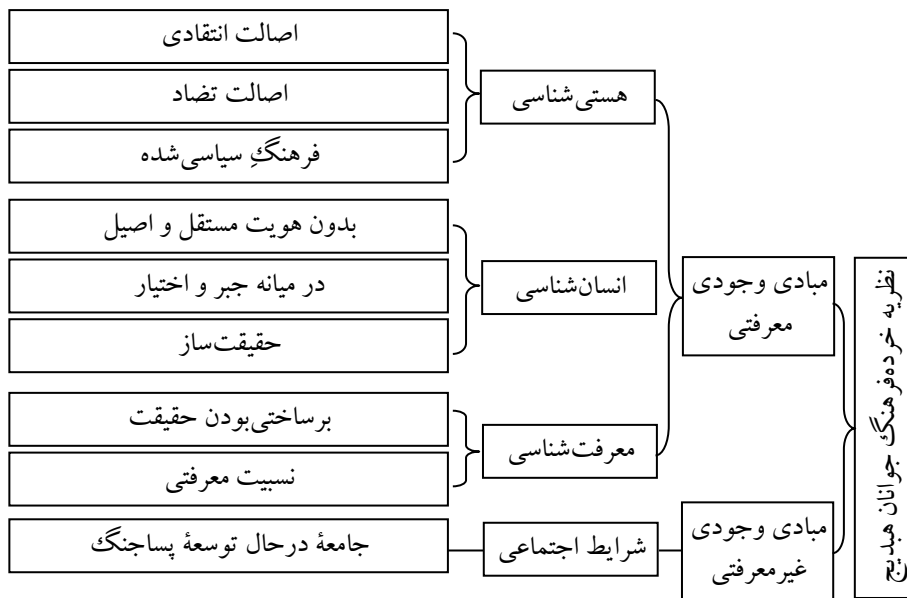 نظریه خرده‌فرهنگ جوانان هبدیج
مبادی وجودی
معرفتی
هستی‌شناسی
اصالت انتقادی
اصالت تضاد
فرهنگِ سیاسی‌شده
انسان‌شناسی
بدون هویت مستقل و اصیل
در میانه جبر و اختیار
حقیقت‌ساز
معرفت‌شناسی
برساختی‌بودن حقیقت
نسبیت معرفتی
مبادی وجودی
غیرمعرفتی
شرایط اجتماعی
جامعهٔ درحال توسعهٔ پساجنگ